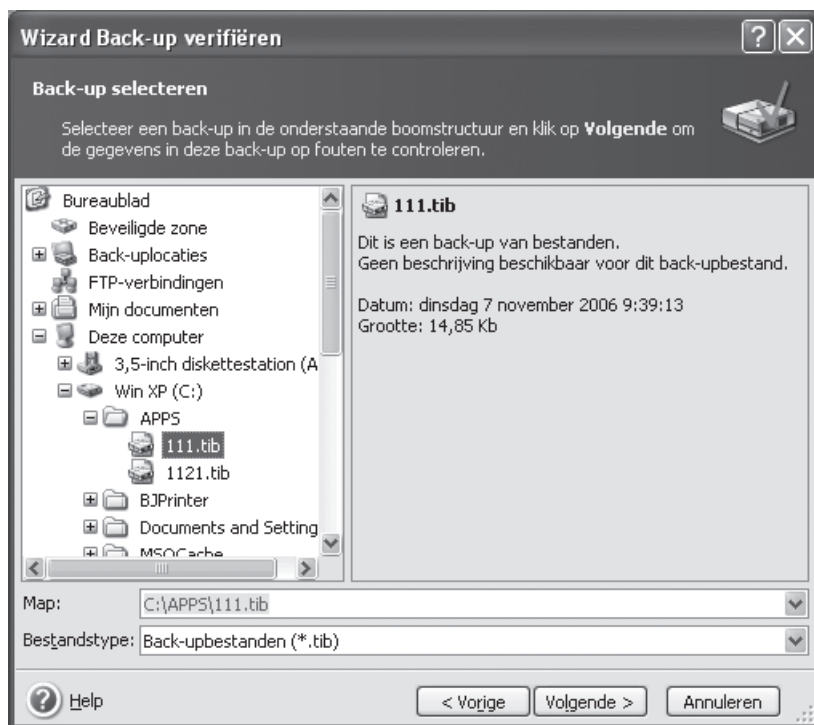 Wizard Back-up verifiëren
Back-up selecteren
Selecteer een back-up in de onderstaande boomstructuur en klik op Volgende om
de gegevens in deze back-up op fouten te controleren.
Bureaublad
Beveiligde zone
Back-uplocaties
FTP-verbindingen
Mijn documenten
Deze computer
3,5-inch diskettestation (A
Win XP (C:)
APPS
111.tib
1121.tib
BJPrinter
Documents and Setting
MSOCache
111.tib
Dit is een back-up van bestanden.
Geen beschrijving beschikbaar voor dit back-upbestand.
Datum: dinsdag 7 november 2006 9:39:13
Grootte: 14,85 Kb
Map: C:\APPS\111.tib
Bestandstype: Back-upbestanden (*.tib)
Help
< Vorige
Volgende >
Annuleren